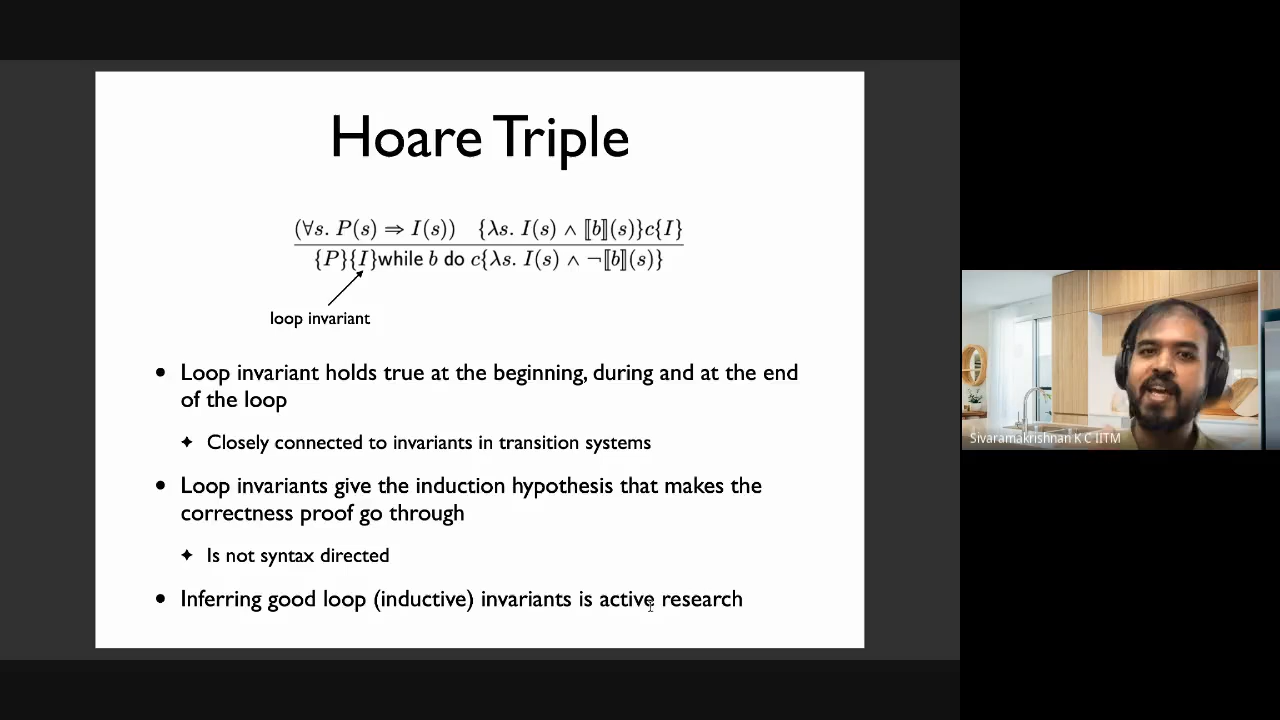 Hoare Triple
(∀s. P(s) ⇒ I(s)) {λs. I(s) ∧ ⟦b⟧(s)}c{I}
{P}{I}while b do c{λs. I(s) ∧ ¬⟦b⟧(s)}
loop invariant
• Loop invariant holds true at the beginning, during and at the end
of the loop
✦ Closely connected to invariants in transition systems
• Loop invariants give the induction hypothesis that makes the
correctness proof go through
✦ Is not syntax directed
• Inferring good loop (inductive) invariants is active research
Sivaramakrishnan K C IITM